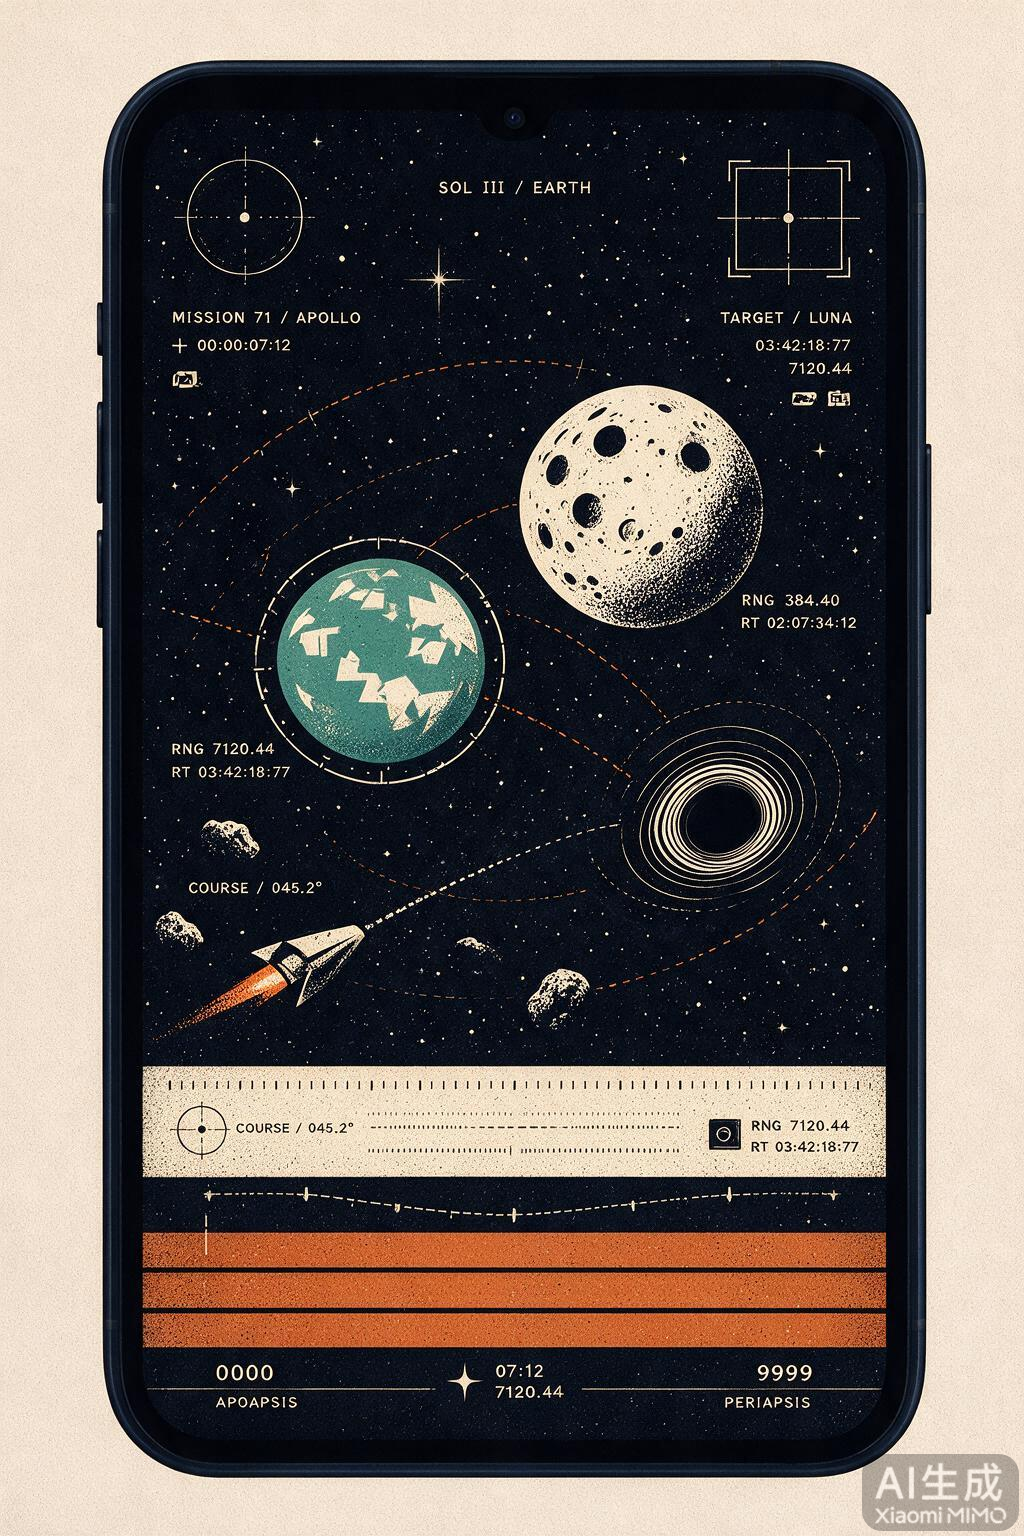 SOL III / EARTH
MISSION 71 / APOLLO
00:00:07:12
TARGET / LUNA
03:42:18:77
7120.44
RNG 384.40
RT 02:07:34:12
RNG 7120.44
RT 03:42:18:77
COURSE / 045.2°
COURSE / 045.2°
RNG 7120.44
RT 03:42:18:77
0000
APOAPSIS
07:12
7120.44
9999
PERIAPSIS
AI生成
Xiaomi MIMO